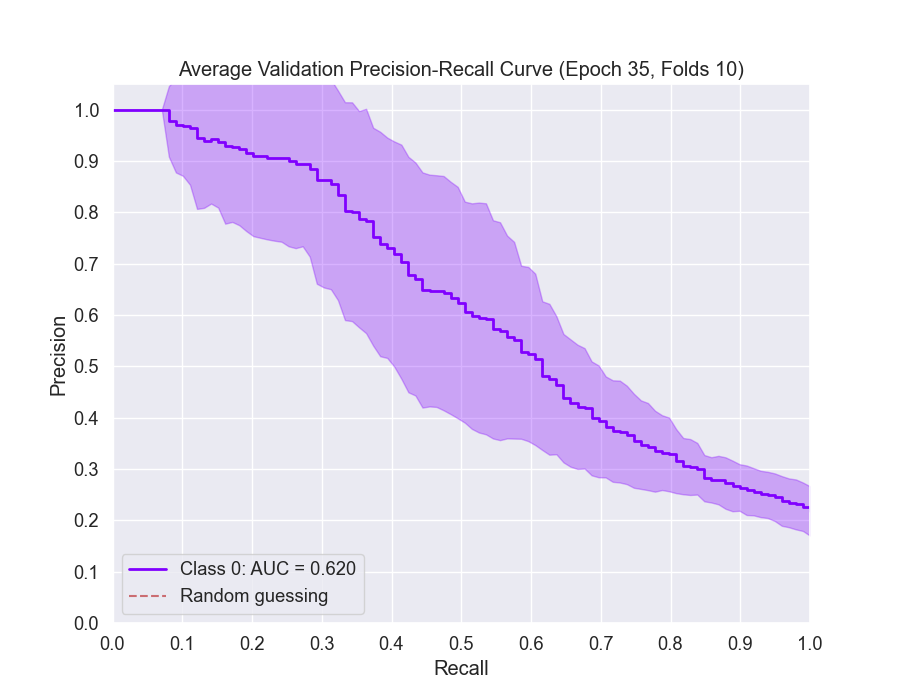 Average Validation Precision-Recall Curve (Epoch 35, Folds 10)
1.0
0.9
0.8
0.7
0.6
0.5
0.4
0.3
0.2
0.1
0.0
Precision
Class 0: AUC = 0.620
Random guessing
0.0 0.1 0.2 0.3 0.4 0.5 0.6 0.7 0.8 0.9 1.0
Recall